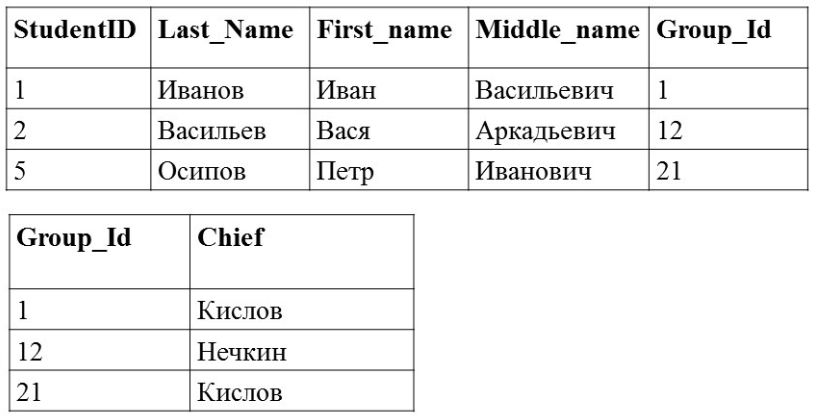 StudentID Last_Name First_name Middle_name Group_Id
1 Иванов Иван Васильевич 1
2 Васильев Вася Аркадьевич 12
5 Осипов Петр Иванович 21
Group_Id Chief
1 Кислов
12 Нечкин
21 Кислов